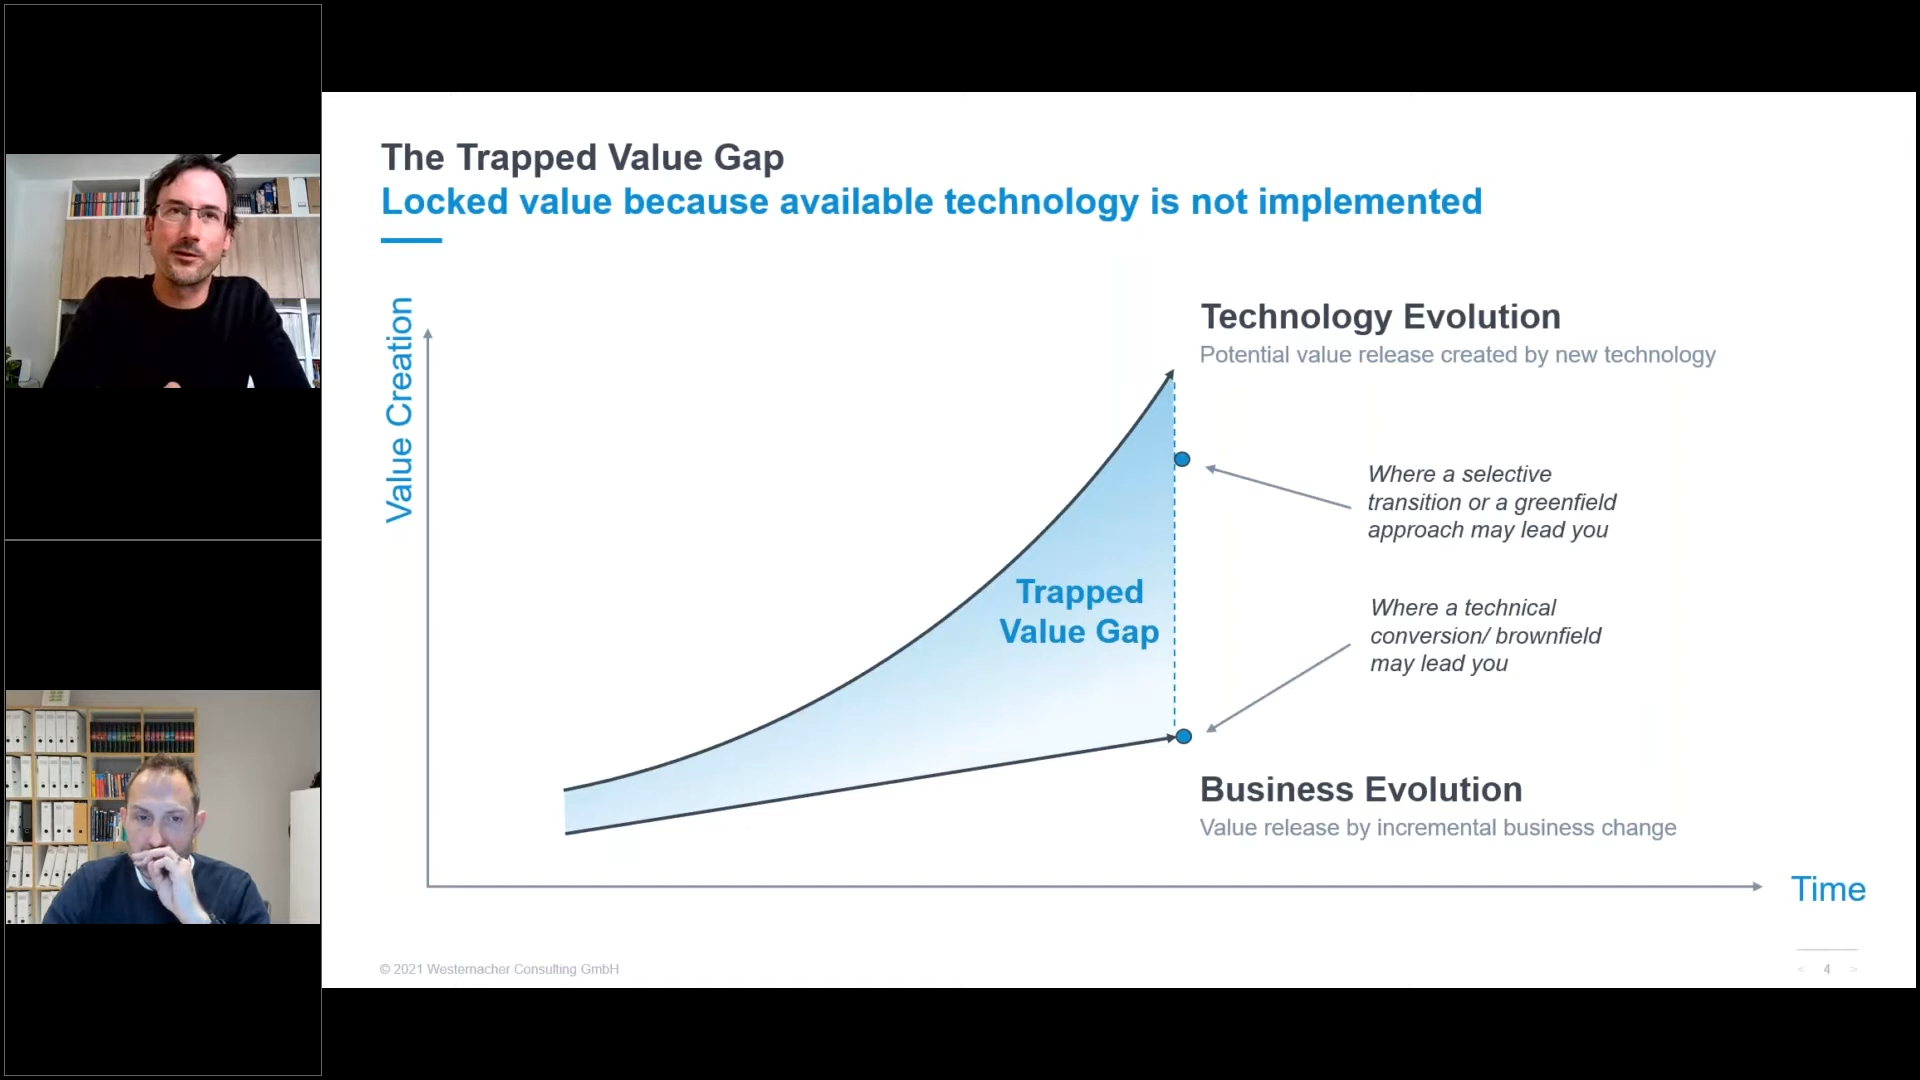 The Trapped Value Gap
Locked value because available technology is not implemented
Value Creation
Technology Evolution
Potential value release created by new technology
Where a selective
transition or a greenfield
approach may lead you
Trapped
Value Gap
Where a technical
conversion/ brownfield
may lead you
Business Evolution
Value release by incremental business change
Time
© 2021 Westernacher Consulting GmbH
< 4 >